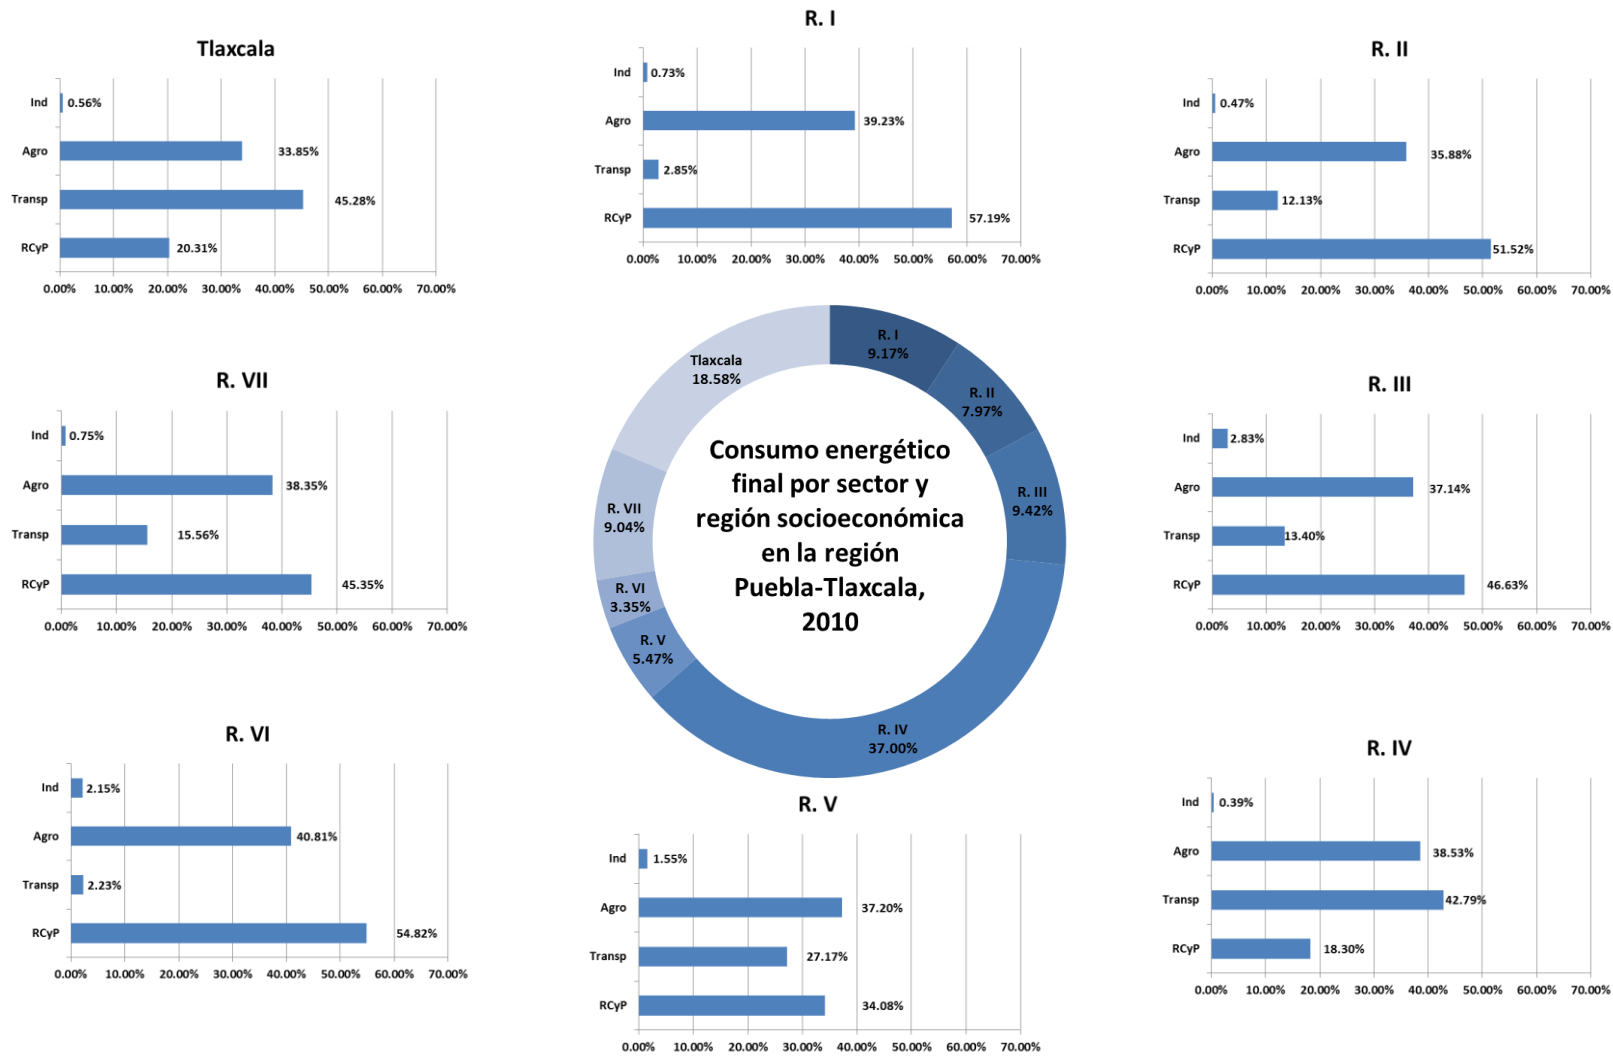 Tlaxcala
Ind 0.56%
Agro 33.85%
Transp 45.28%
RCyP 20.31%
0.00% 10.00% 20.00% 30.00% 40.00% 50.00% 60.00% 70.00%
R. I
Ind 0.73%
Agro 39.23%
Transp 2.85%
RCyP 57.19%
0.00% 10.00% 20.00% 30.00% 40.00% 50.00% 60.00% 70.00%
R. II
Ind 0.47%
Agro 35.88%
Transp 12.13%
RCyP 51.52%
0.00% 10.00% 20.00% 30.00% 40.00% 50.00% 60.00% 70.00%
R. VII
Ind 0.75%
Agro 38.35%
Transp 15.56%
RCyP 45.35%
0.00% 10.00% 20.00% 30.00% 40.00% 50.00% 60.00% 70.00%
Tlaxcala
18.58%
R. I
9.17%
R. II
7.97%
R. III
9.42%
R. IV
37.00%
R. V
5.47%
R. VI
3.35%
R. VII
9.04%
Consumo energético
final por sector y
región socioeconómica
en la región
Puebla-Tlaxcala,
2010
R. III
Ind 2.83%
Agro 37.14%
Transp 13.40%
RCyP 46.63%
0.00% 10.00% 20.00% 30.00% 40.00% 50.00% 60.00% 70.00%
R. VI
Ind 2.15%
Agro 40.81%
Transp 2.23%
RCyP 54.82%
0.00% 10.00% 20.00% 30.00% 40.00% 50.00% 60.00% 70.00%
R. V
Ind 1.55%
Agro 37.20%
Transp 27.17%
RCyP 34.08%
0.00% 10.00% 20.00% 30.00% 40.00% 50.00% 60.00% 70.00%
R. IV
Ind 0.39%
Agro 38.53%
Transp 42.79%
RCyP 18.30%
0.00% 10.00% 20.00% 30.00% 40.00% 50.00% 60.00% 70.00%